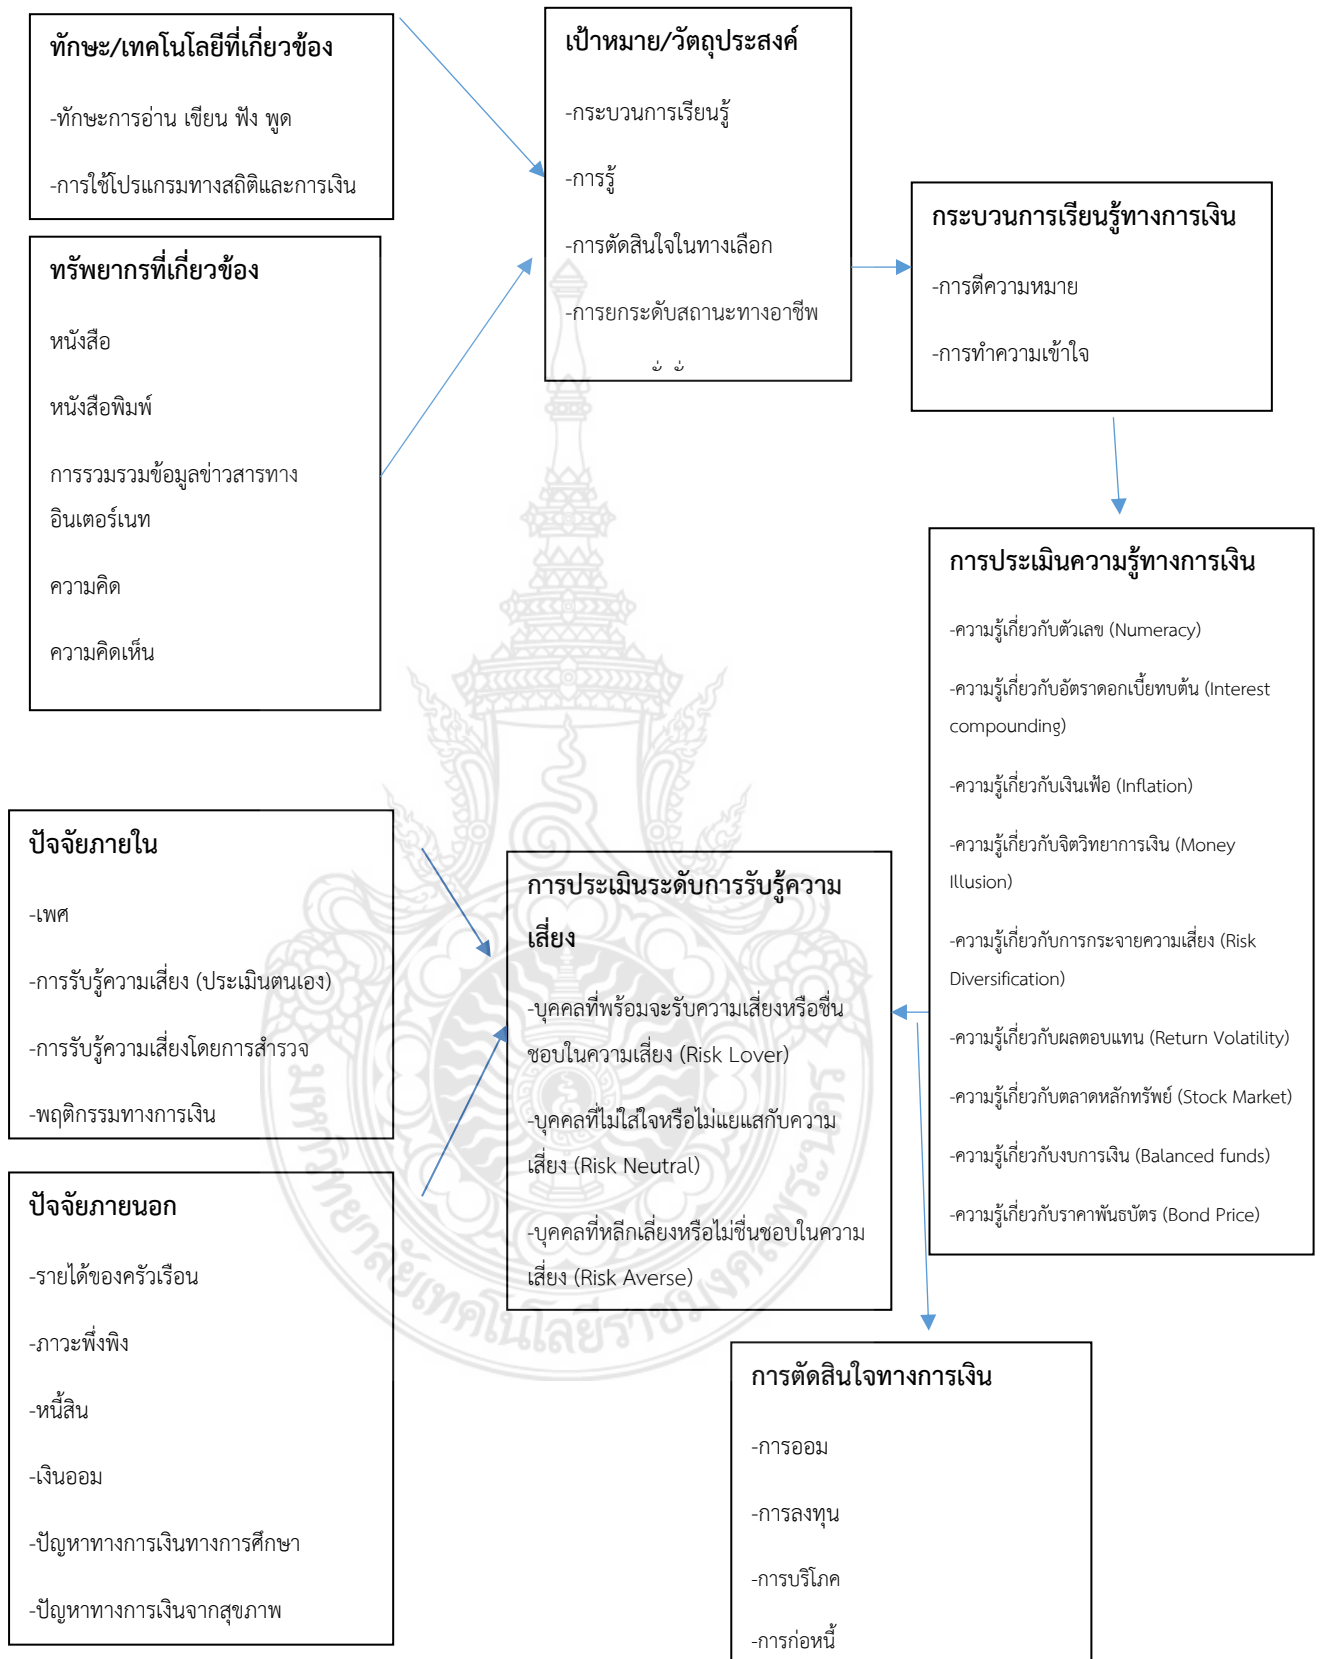 ทักษะ/เทคโนโลยีที่เกี่ยวข้อง
-ทักษะการอ่าน เขียน ฟัง พูด
-การใช้โปรแกรมทางสถิติและการเงิน
ทรัพยากรที่เกี่ยวข้อง
หนังสือ
หนังสือพิมพ์
การรวมรวมข้อมูลข่าวสารทาง
อินเตอร์เนท
ความคิด
ความคิดเห็น
เป้าหมาย/วัตถุประสงค์
-กระบวนการเรียนรู้
-การรู้
-การตัดสินใจในทางเลือก
-การยกระดับสถานะทางอาชีพ
กระบวนการเรียนรู้ทางการเงิน
-การตีความหมาย
-การทำความเข้าใจ
การประเมินความรู้ทางการเงิน
-ความรู้เกี่ยวกับตัวเลข (Numeracy)
-ความรู้เกี่ยวกับอัตราดอกเบี้ยทบต้น (Interest
compounding)
-ความรู้เกี่ยวกับเงินเฟ้อ (Inflation)
-ความรู้เกี่ยวกับจิตวิทยาการเงิน (Money
Illusion)
-ความรู้เกี่ยวกับการกระจายความเสี่ยง (Risk
Diversification)
-ความรู้เกี่ยวกับผลตอบแทน (Return Volatility)
-ความรู้เกี่ยวกับตลาดหลักทรัพย์ (Stock Market)
-ความรู้เกี่ยวกับงบการเงิน (Balanced funds)
-ความรู้เกี่ยวกับราคาพันธบัตร (Bond Price)
ปัจจัยภายใน
-เพศ
-การรับรู้ความเสี่ยง (ประเมินตนเอง)
-การรับรู้ความเสี่ยงโดยการสำรวจ
-พฤติกรรมทางการเงิน
ปัจจัยภายนอก
-รายได้ของครัวเรือน
-ภาวะพึ่งพิง
-หนี้สิน
-เงินออม
-ปัญหาทางการเงินทางการศึกษา
-ปัญหาทางการเงินจากสุขภาพ
การประเมินระดับการรับรู้ความ
เสี่ยง
-บุคคลที่พร้อมจะรับความเสี่ยงหรือชื่น
ชอบในความเสี่ยง (Risk Lover)
-บุคคลที่ไม่ใส่ใจหรือไม่แยแสกับความ
เสี่ยง (Risk Neutral)
-บุคคลที่หลีกเลี่ยงหรือไม่ชื่นชอบในความ
เสี่ยง (Risk Averse)
การตัดสินใจทางการเงิน
-การออม
-การลงทุน
-การบริโภค
-การก่อหนี้
มหาวิทยาลัยเทคโนโลยีราชมงคลพระนคร